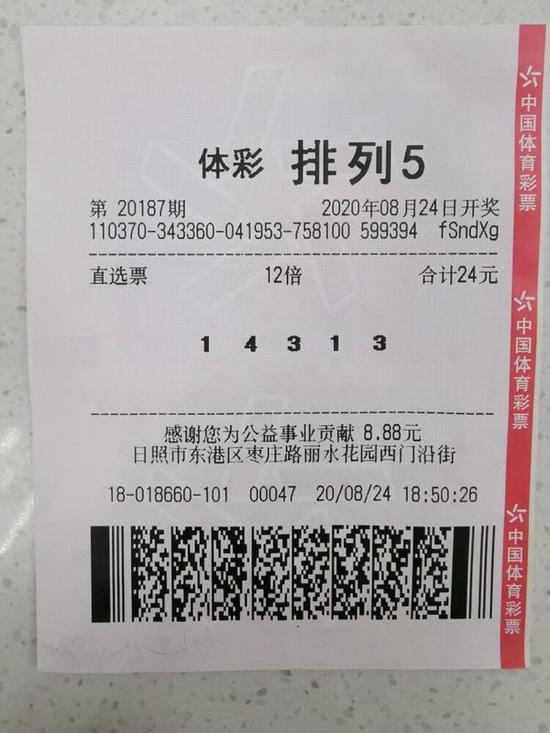 体彩 排列5
第 20187期 2020年08月24日开奖
110370-343360-041953-758100 599394 fSndXg
直选票 12倍 合计24元
1 4 3 1 3
感谢您为公益事业贡献 8.88元
日照市东港区枣庄路丽水花园西门沿街
18-018660-101 00047 20/08/24 18:50:26
中国体育彩票
中国体育彩票
中国体育彩票